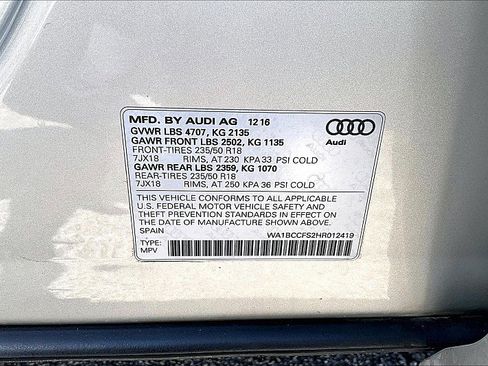 MFD. BY AUDI AG 12 16
GVWR LBS 4707, KG 2135
GAWR FRONT LBS 2502, KG 1135
FRONT-TIRES 235/50 R18
7JX18 RIMS, AT 230 KPA 33 PSI COLD
GAWR REAR LBS 2359, KG 1070
REAR-TIRES 235/50 R18
7JX18 RIMS, AT 250 KPA 36 PSI COLD
Audi
THIS VEHICLE CONFORMS TO ALL APPLICABLE
U.S. FEDERAL MOTOR VEHICLE SAFETY AND
THEFT PREVENTION STANDARDS IN EFFECT ON
THE DATE OF MANUFACTURE SHOWN ABOVE.
SPAIN
WA1BCCFS2HR012419
TYPE:
MPV